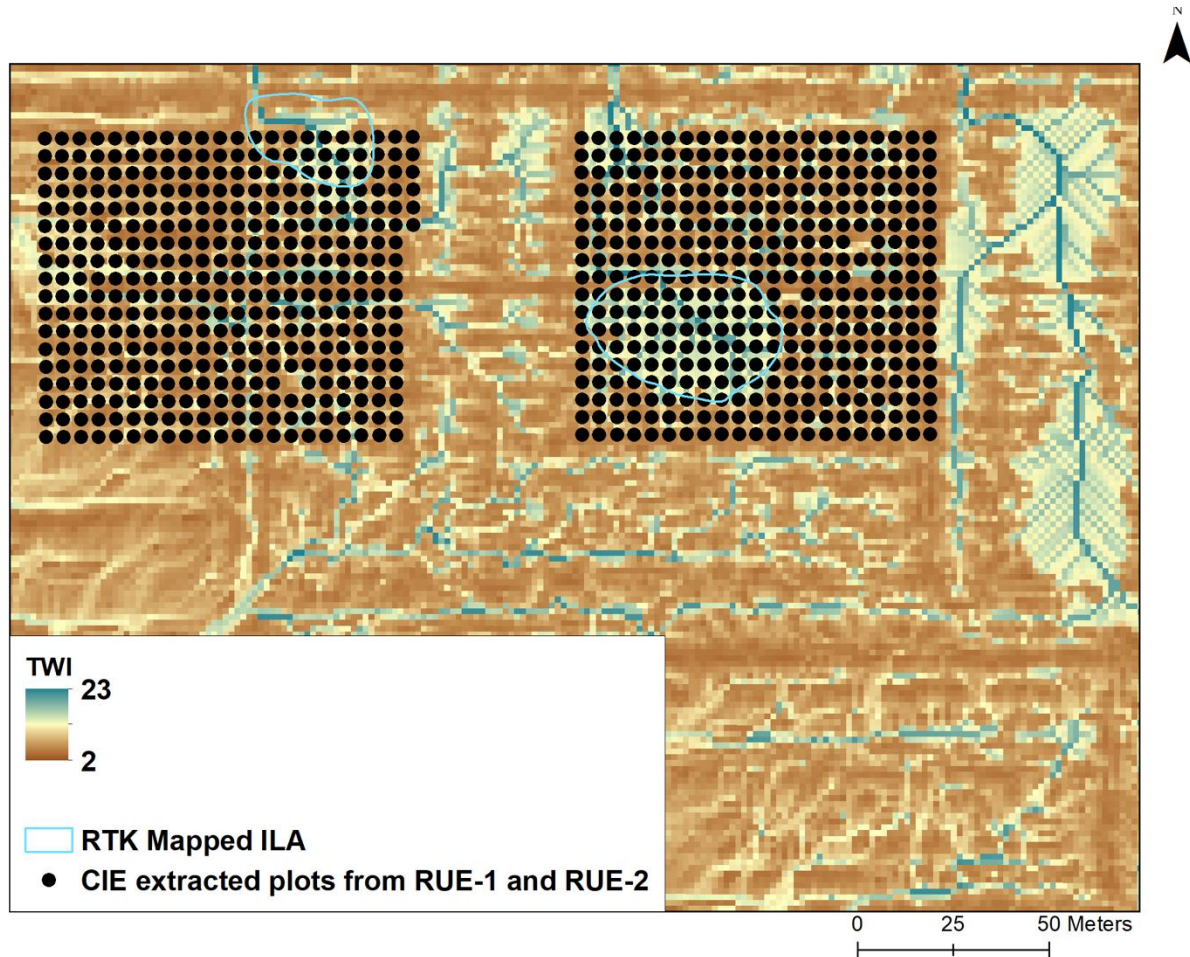 N
TWI
23
2
RTK Mapped ILA
CIE extracted plots from RUE-1 and RUE-2
0 25 50 Meters